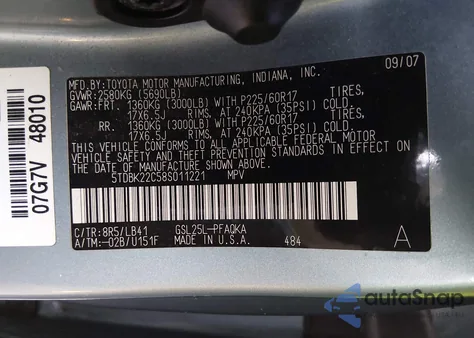 MFD. BY:TOYOTA MOTOR MANUFACTURING, INDIANA, INC.
GVWR: 2580KG (5690LB) 09/07
GAWR:FRT. 1360KG (3000LB) WITH P225/60R17
17X6.5J RIMS, AT 240KPA (35PSI) COLD.
RR. 1360KG (3000LB) WITH P225/60R17
17X6.5J RIMS, AT 240KPA (35PSI) COLD.
THIS VEHICLE CONFORMS TO ALL APPLICABLE FEDERAL MOTOR
VEHICLE SAFETY, BUMPER, AND THEFT PREVENTION STANDARDS
IN EFFECT ON THE DATE OF MANUFACTURE SHOWN ABOVE.
5TDBK22C58S011221 MPV
C/TR:8R5/LB41 GSL25L-PFAQKA
A/TM:-02B/U151F MADE IN U.S.A. 484 A
07G7V 48010
autoSnap